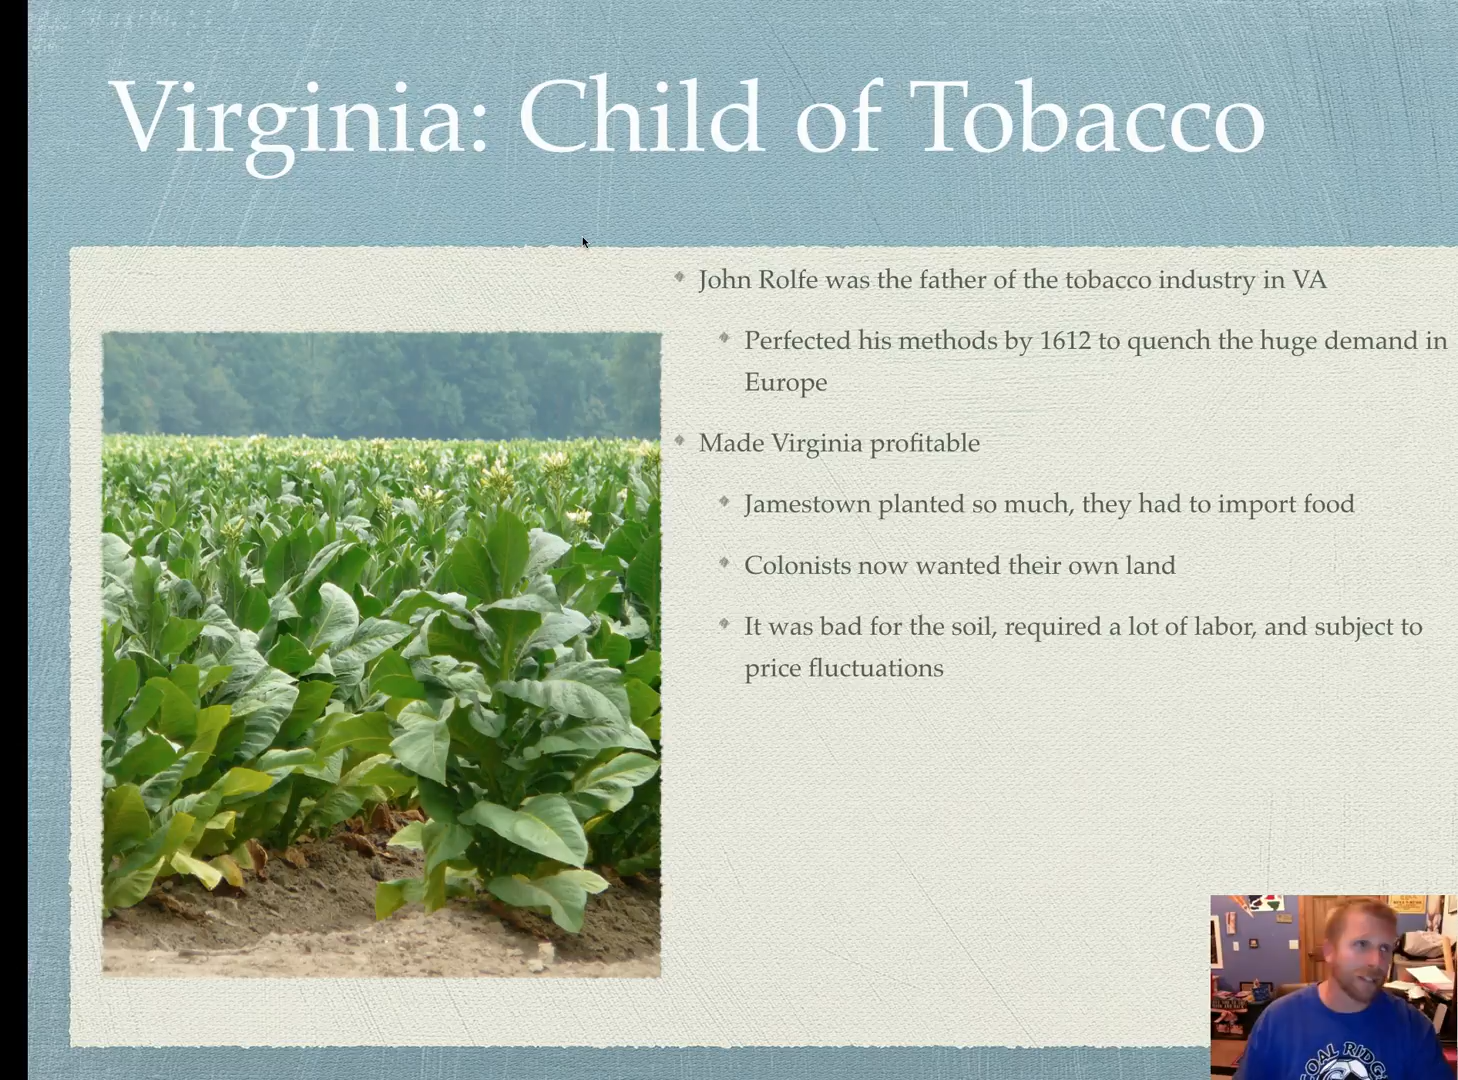 Virginia: Child of Tobacco
John Rolfe was the father of the tobacco industry in VA
Perfected his methods by 1612 to quench the huge demand in
Europe
Made Virginia profitable
Jamestown planted so much, they had to import food
Colonists now wanted their own land
It was bad for the soil, required a lot of labor, and subject to
price fluctuations
OAL RIDG